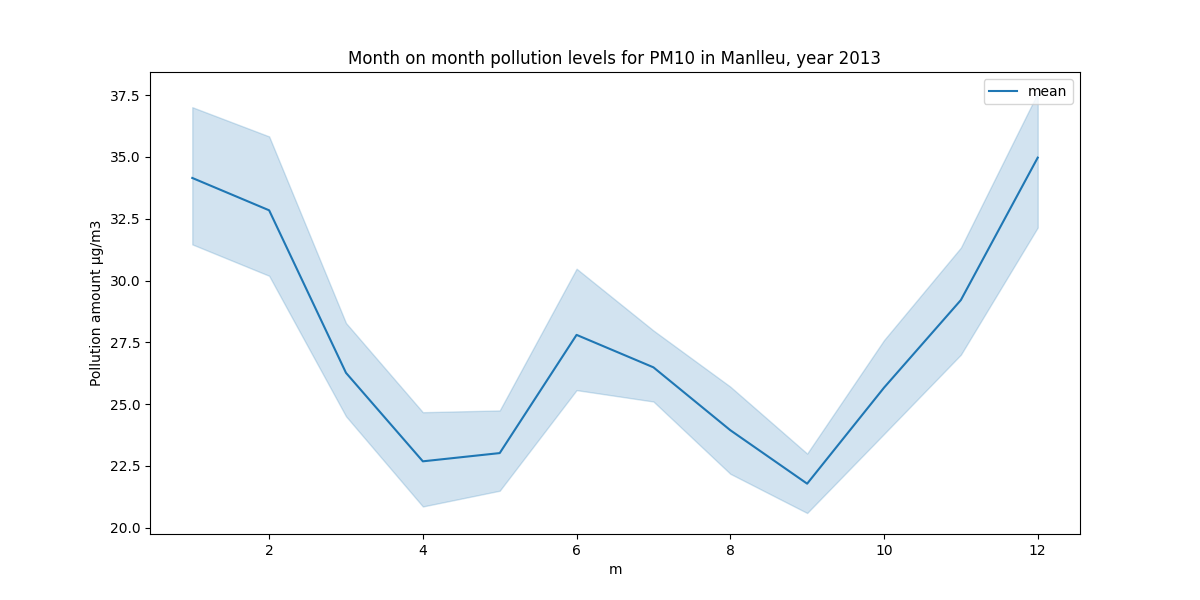 Month on month pollution levels for PM10 in Manlleu, year 2013
mean
Pollution amount µg/m3
37.5
35.0
32.5
30.0
27.5
25.0
22.5
20.0
2 4 6 8 10 12
m